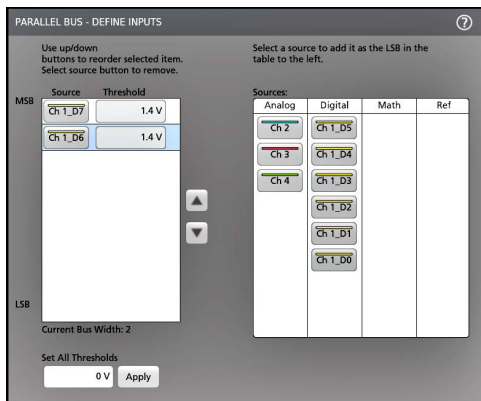 PARALLEL BUS - DEFINE INPUTS
?
Use up/down
buttons to reorder selected item.
Select source button to remove.
Select a source to add it as the LSB in the
table to the left.
Source Threshold
Sources:
MSB
Analog Digital Math Ref
Ch 1_D7 1.4 V
Ch 2 Ch 1_D5
Ch 1_D6 1.4 V
Ch 3 Ch 1_D4
Ch 4 Ch 1_D3
Ch 1_D2
Ch 1_D1
Ch 1_D0
LSB
Current Bus Width: 2
Set All Thresholds
0 V Apply